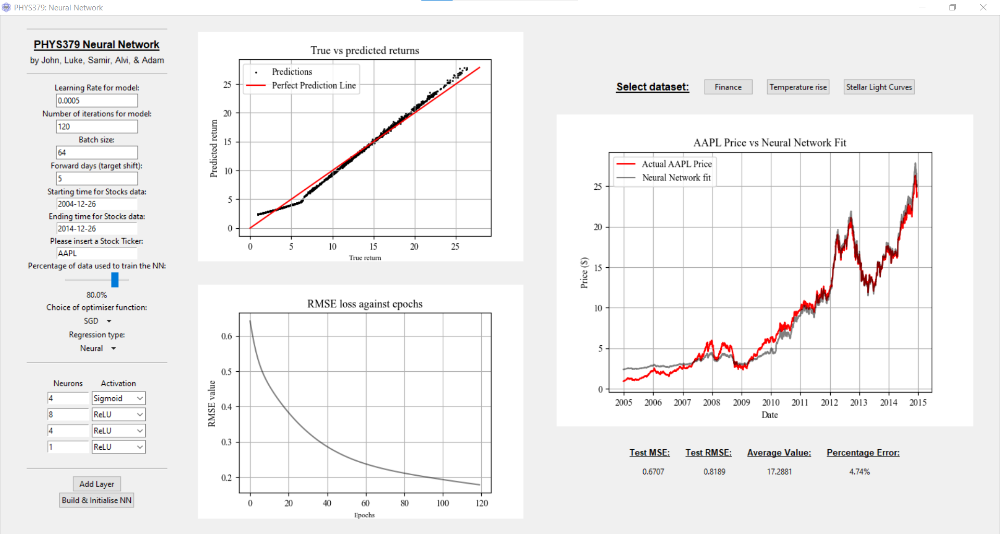 PHYS379: Neural Network
PHYS379 Neural Network
by John, Luke, Samir, Alvi, & Adam
Learning Rate for model:
0.0005
Number of iterations for model:
120
Batch size:
64
Forward days (target shift):
5
Starting time for Stocks data:
2004-12-26
Ending time for Stocks data:
2014-12-26
Please insert a Stock Ticker:
AAPL
Percentage of data used to train the NN:
80.0%
Choice of optimiser function:
SGD
Regression type:
Neural
Neurons Activation
4 Sigmoid
8 ReLU
4 ReLU
1 ReLU
Add Layer
Build & Initialise NN
True vs predicted returns
Predictions
Perfect Prediction Line
Predicted return
25
20
15
10
5
0
0 5 10 15 20 25
True return
RMSE loss against epochs
RMSE value
0.6
0.5
0.4
0.3
0.2
0 20 40 60 80 100 120
Epochs
Select dataset: Finance Temperature rise Stellar Light Curves
AAPL Price vs Neural Network Fit
Actual AAPL Price
Neural Network fit
Price ($)
25
20
15
10
5
0
2005 2006 2007 2008 2009 2010 2011 2012 2013 2014 2015
Date
Test MSE: Test RMSE: Average Value: Percentage Error:
0.6707 0.8189 17.2881 4.74%